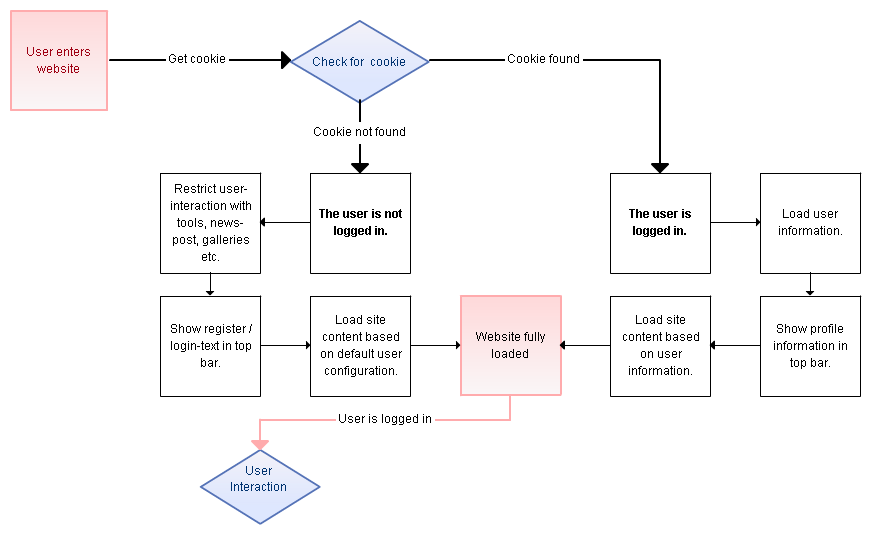 User enters
website
Get cookie
Check for cookie
Cookie found
Cookie not found
Restrict user-
interaction with
tools, news-
post, galleries
etc.
The user is not
logged in.
The user is
logged in.
Load user
information.
Show register /
login-text in top
bar.
Load site
content based
on default user
configuration.
Website fully
loaded
Load site
content based
on user
information.
Show profile
information in
top bar.
User is logged in
User
Interaction